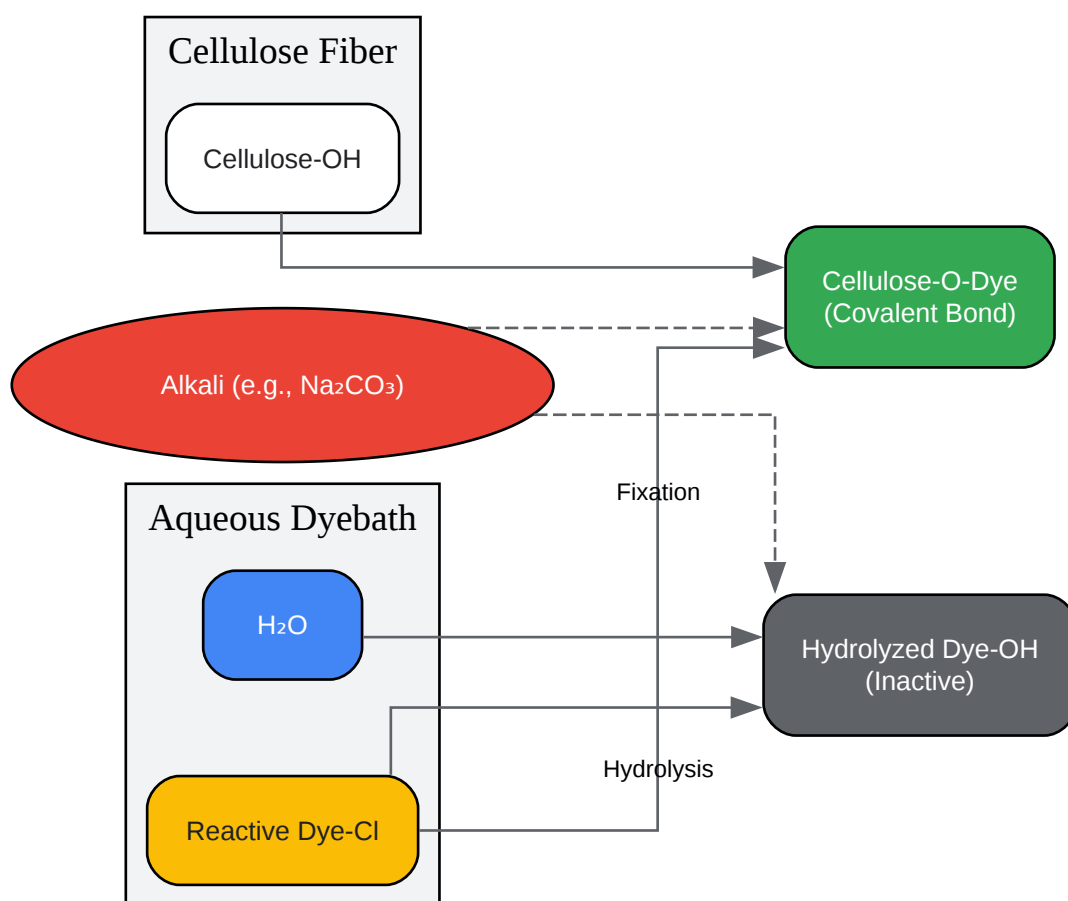 Cellulose Fiber
Cellulose-OH
Cellulose-O-Dye
(Covalent Bond)
Alkali (e.g., Na₂CO₃)
Fixation
Aqueous Dyebath
H₂O
Hydrolyzed Dye-OH
(Inactive)
Hydrolysis
Reactive Dye-Cl